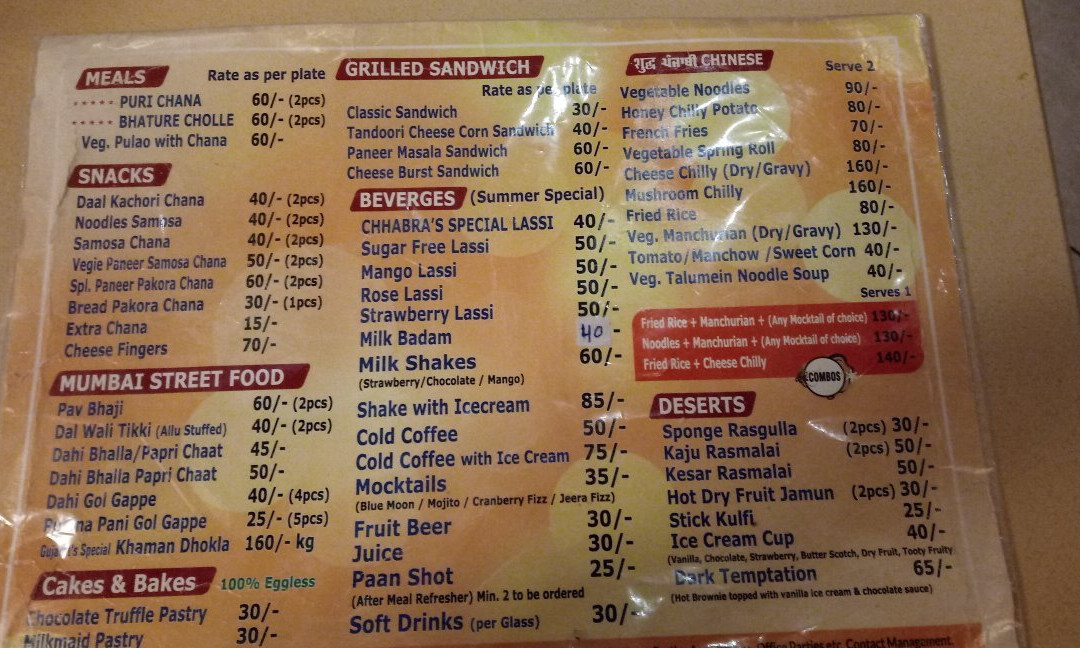 MEALS Rate as per plate
PURI CHANA 60/- (2pcs)
BHATURE CHOLLE 60/- (2pcs)
Veg. Pulao with Chana 60/-
SNACKS
Daal Kachori Chana 40/- (2pcs)
Noodles Samosa 40/- (2pcs)
Samosa Chana 40/- (2pcs)
Vegie Paneer Samosa Chana 50/- (2pcs)
Spl. Paneer Pakora Chana 60/- (2pcs)
Bread Pakora Chana 30/- (1pcs)
Extra Chana 15/-
Cheese Fingers 70/-
MUMBAI STREET FOOD
Pav Bhaji 60/- (2pcs)
Dal Wali Tikki (Allu Stuffed) 40/- (2pcs)
Dahi Bhalla/Papri Chaat 45/-
Dahi Bhalla Papri Chaat 50/-
Dahi Gol Gappe 40/- (4pcs)
Pani Gol Gappe 25/- (5pcs)
Special Khaman Dhokla 160/- kg
Cakes & Bakes 100% Eggless
Chocolate Truffle Pastry 30/-
Milkmaid Pastry 30/-
GRILLED SANDWICH
Rate as per plate
Classic Sandwich 30/-
Tandoori Cheese Corn Sandwich 40/-
Paneer Masala Sandwich 60/-
Cheese Burst Sandwich 60/-
BEVERGES (Summer Special)
CHHABRA'S SPECIAL LASSI 40/-
Sugar Free Lassi 50/-
Mango Lassi 50/-
Rose Lassi 50/-
Strawberry Lassi 50/-
Milk Badam 40 -
Milk Shakes 60/-
(Strawberry/Chocolate / Mango)
Shake with Icecream 85/-
Cold Coffee 50/-
Cold Coffee with Ice Cream 75/-
Mocktails 35/-
(Blue Moon / Mojito / Cranberry Fizz / Jeera Fizz)
Fruit Beer 30/-
Juice 30/-
Paan Shot 25/-
(After Meal Refresher) Min. 2 to be ordered
Soft Drinks (per Glass) 30/-
शुद्ध ਪੰਜਾਬੀ CHINESE Serve 2
Vegetable Noodles 90/-
Honey Chilly Potato 80/-
French Fries 70/-
Vegetable Spring Roll 80/-
Cheese Chilly (Dry/Gravy) 160/-
Mushroom Chilly 160/-
Fried Rice 80/-
Veg. Manchurian (Dry/Gravy) 130/-
Tomato/Manchow /Sweet Corn 40/-
Veg. Talumein Noodle Soup 40/-
Serves 1
Fried Rice + Manchurian + (Any Mocktail of choice) 130/-
Noodles + Manchurian + (Any Mocktail of choice) 130/-
Fried Rice + Cheese Chilly 140/-
COMBOS
DESERTS
Sponge Rasgulla (2pcs) 30/-
Kaju Rasmalai (2pcs) 50/-
Kesar Rasmalai 50/-
Hot Dry Fruit Jamun (2pcs) 30/-
Stick Kulfi 25/-
Ice Cream Cup 40/-
(Vanilla, Chocolate, Strawberry, Butter Scotch, Dry Fruit, Tooty Fruity
Dark Temptation 65/-
(Hot Brownie topped with vanilla ice cream & chocolate sauce)
Office Parties etc. Contact Management.